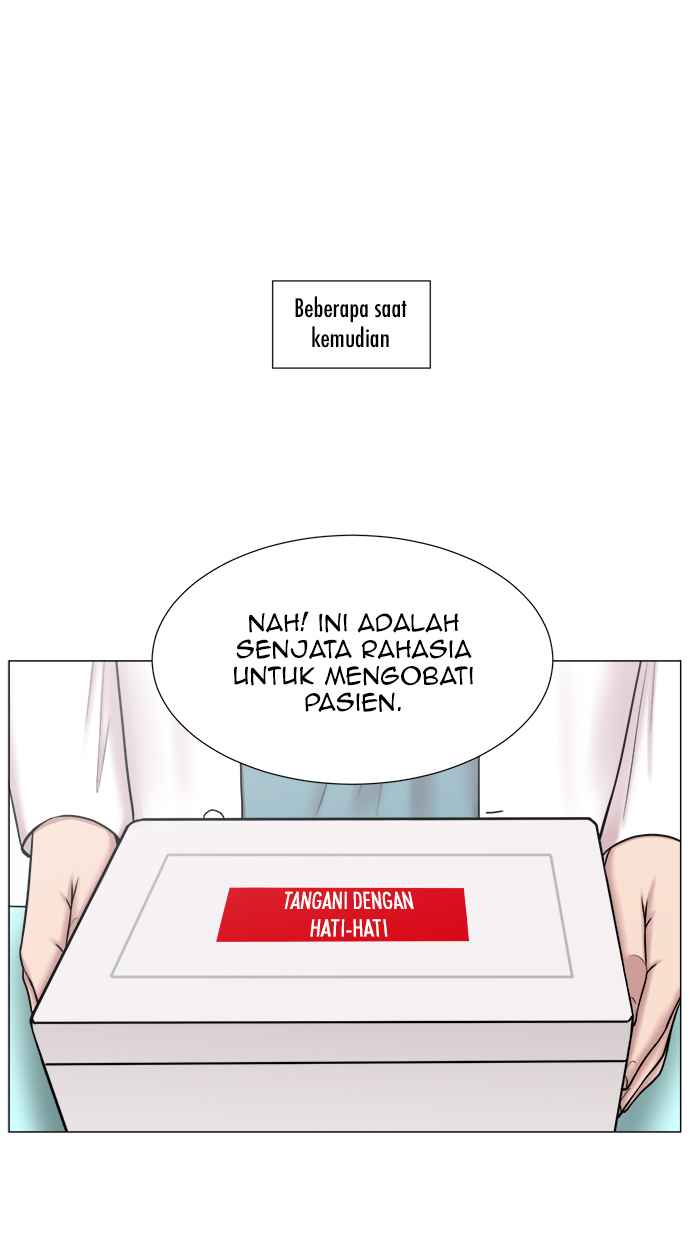 Beberapa saat
kemudian
NAH! INI ADALAH
SENJATA RAHASIA
UNTUK MENGOBATI
PASIEN.
TANGANI DENGAN
HATI-HATI